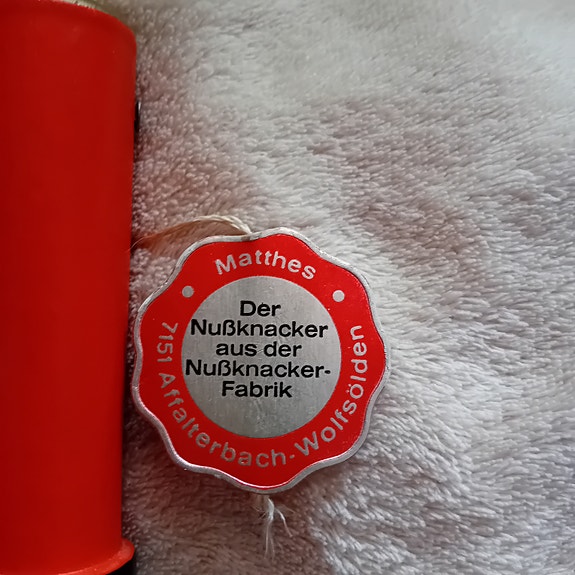 Matthes
Der
Nußknacker
aus der
Nußknacker-
Fabrik
7151 Affalterbach-Wolfsölden